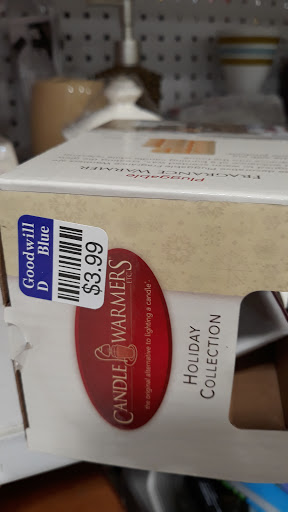 Pluggable
FRAGRANCE WARMER
Goodwill
D Blue
$3.99
CANDLE WARMERS
ETC.
the original alternative to lighting a candle
HOLIDAY
COLLECTION